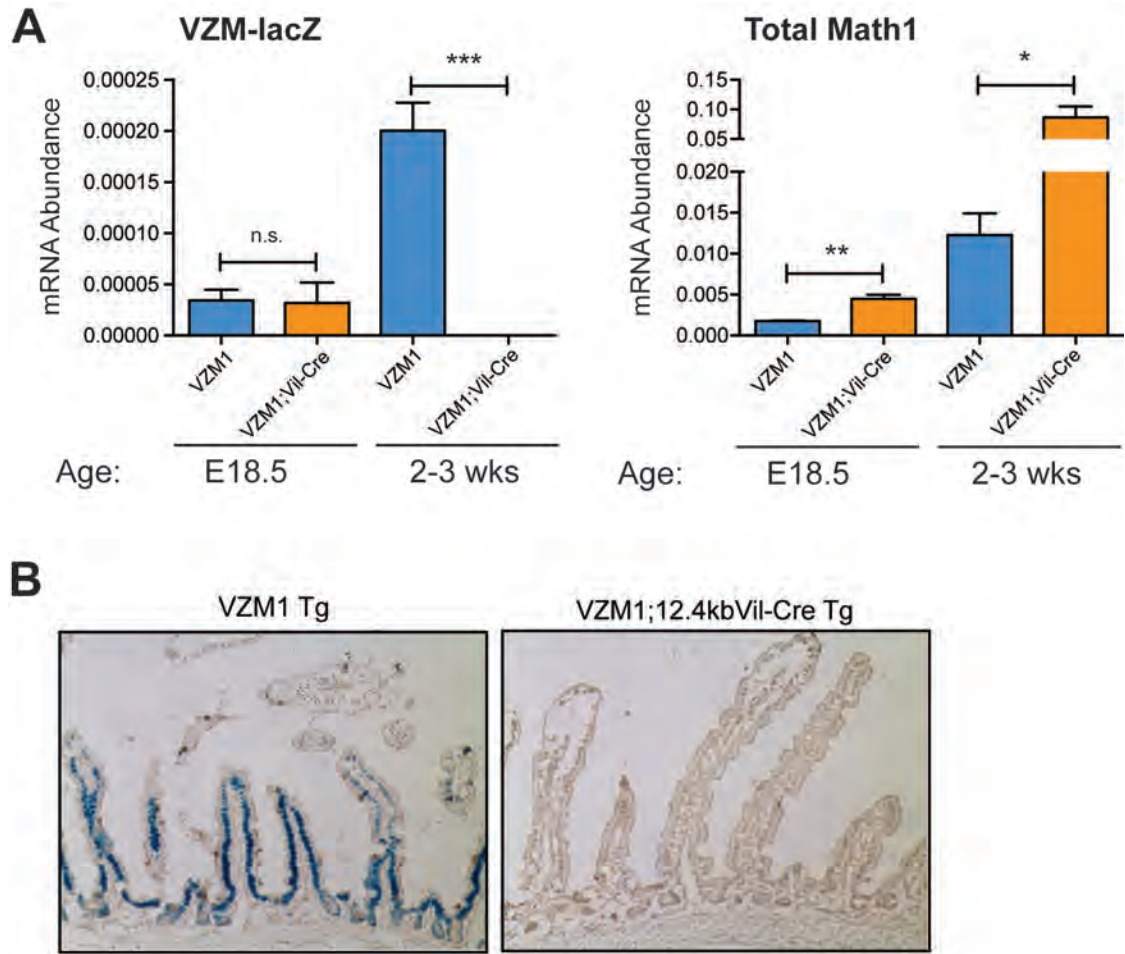 A
VZM-lacZ
mRNA Abundance
0.00025
0.00020
0.00015
0.00010
0.00005
0.00000
n.s.
***
VZM1
VZM1;Vil-Cre
VZM1
VZM1;Vil-Cre
Age:
E18.5
2-3 wks
Total Math1
mRNA Abundance
0.15
0.10
0.05
0.020
0.015
0.010
0.005
0.000
**
*
VZM1
VZM1;Vil-Cre
VZM1
VZM1;Vil-Cre
Age:
E18.5
2-3 wks
B
VZM1 Tg
VZM1;12.4kbVil-Cre Tg